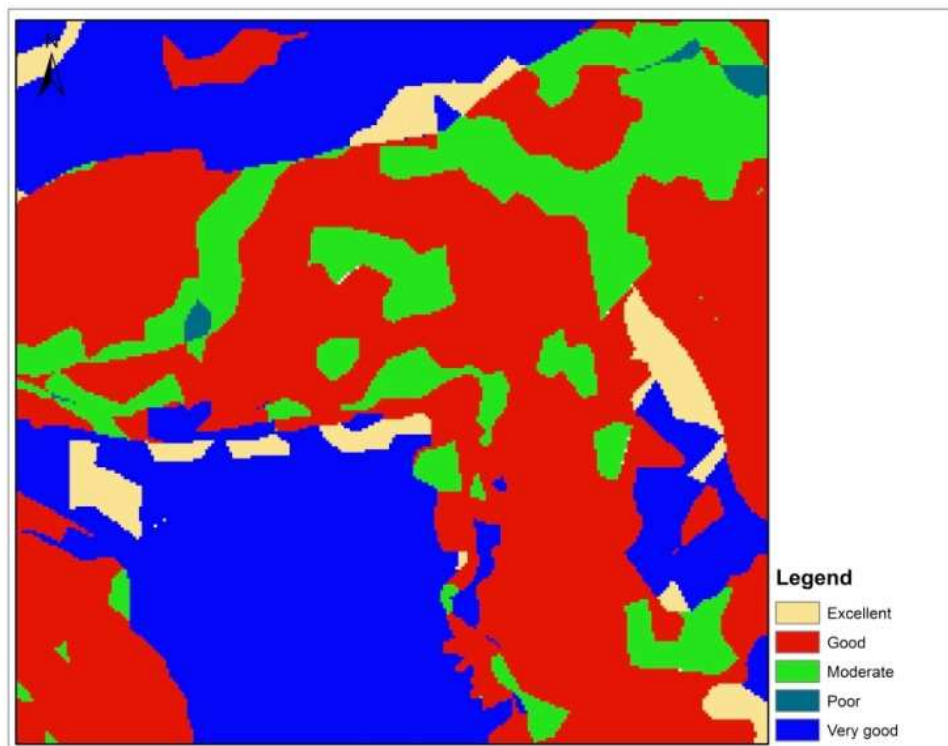 N
Legend
Excellent
Good
Moderate
Poor
Very good